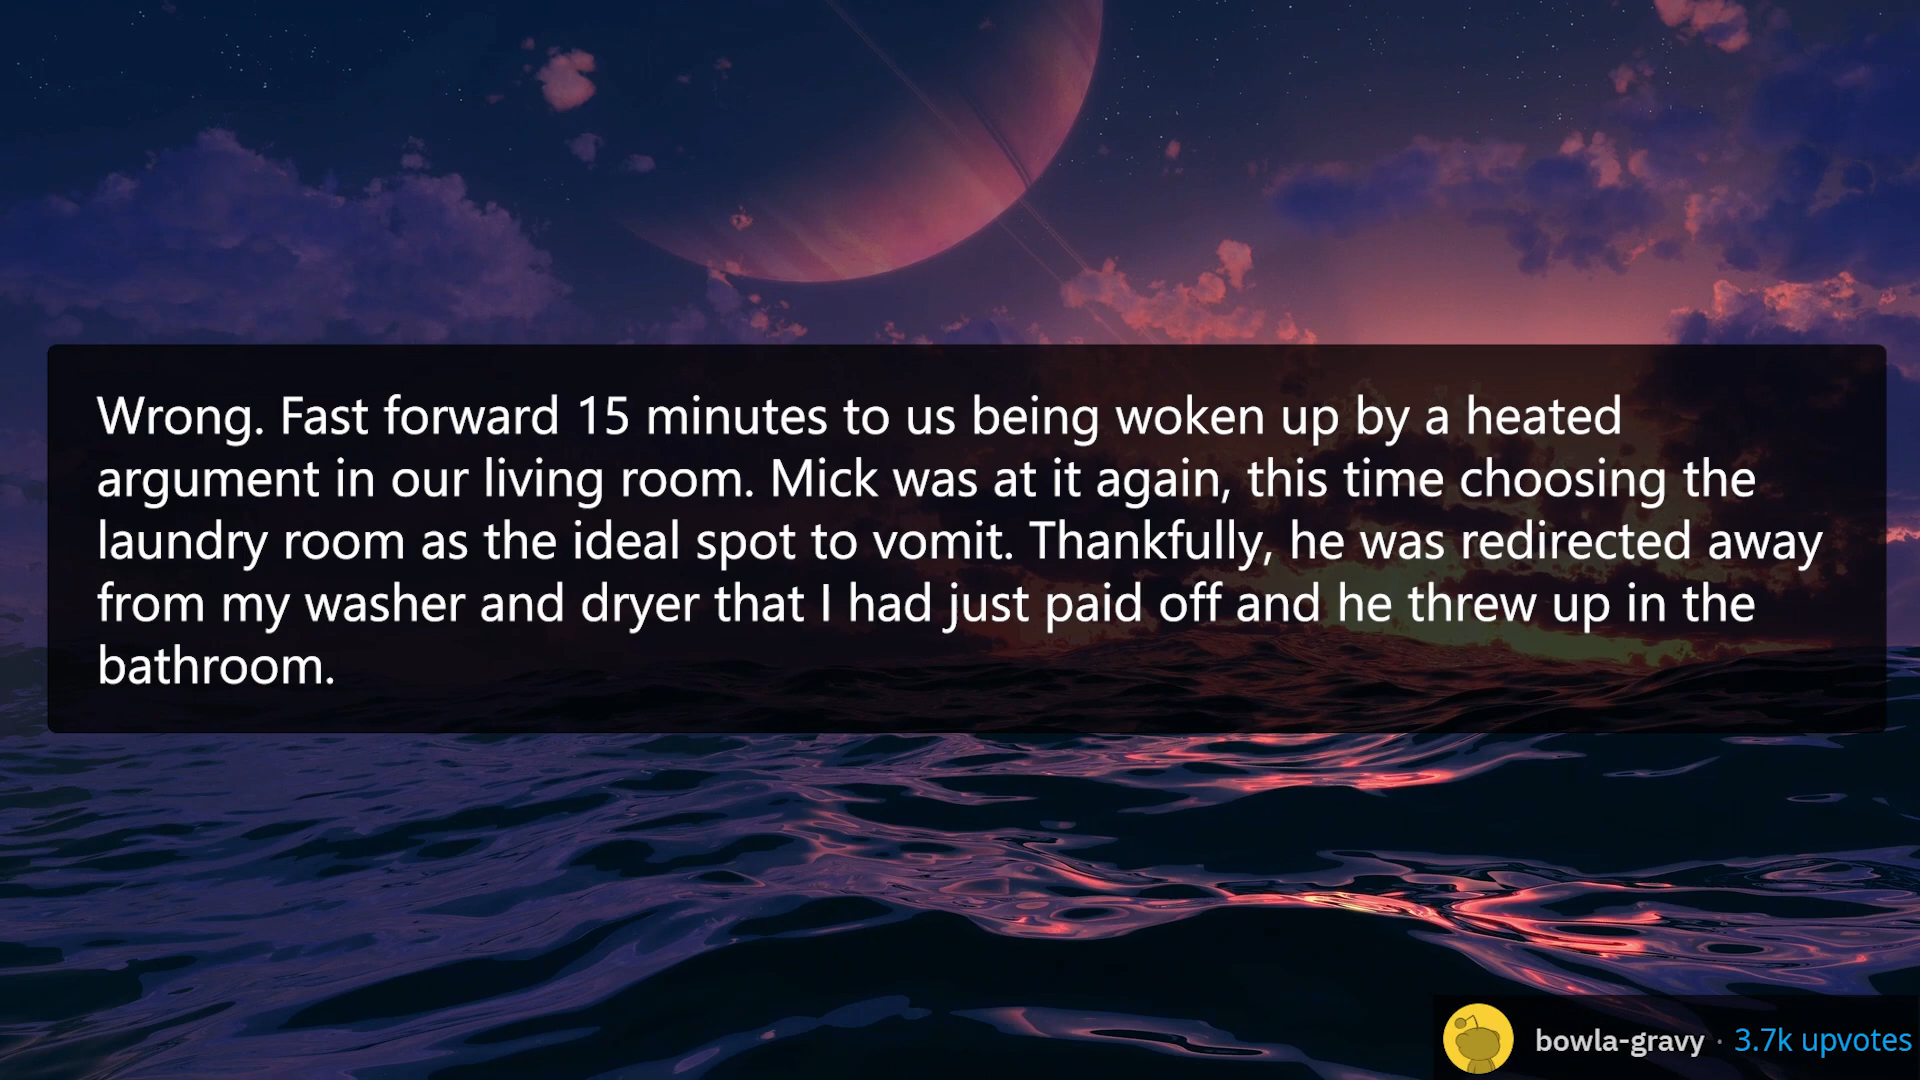 Wrong. Fast forward 15 minutes to us being woken up by a heated
argument in our living room. Mick was at it again, this time choosing the
laundry room as the ideal spot to vomit. Thankfully, he was redirected away
from my washer and dryer that I had just paid off and he threw up in the
bathroom.
bowla-gravy · 3.7k upvotes